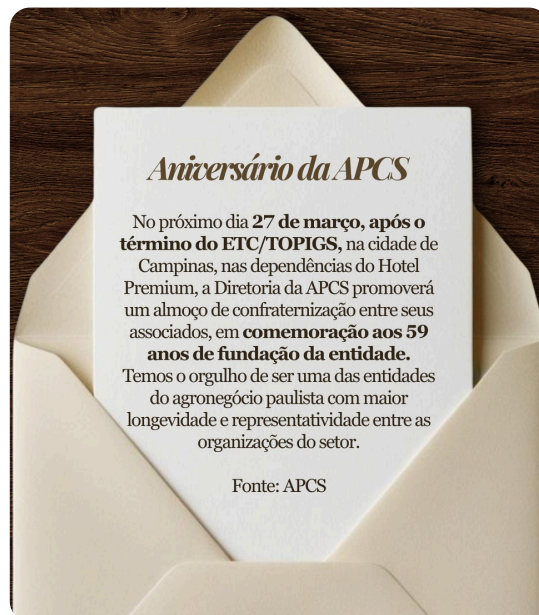 Aniversário da APCS
No próximo dia 27 de março, após o
término do ETC/TOPIGS, na cidade de
Campinas, nas dependências do Hotel
Premium, a Diretoria da APCS promoverá
um almoço de confraternização entre seus
associados, em comemoração aos 59
anos de fundação da entidade.
Temos o orgulho de ser uma das entidades
do agronegócio paulista com maior
longevidade e representatividade entre as
organizações do setor.
Fonte: APCS